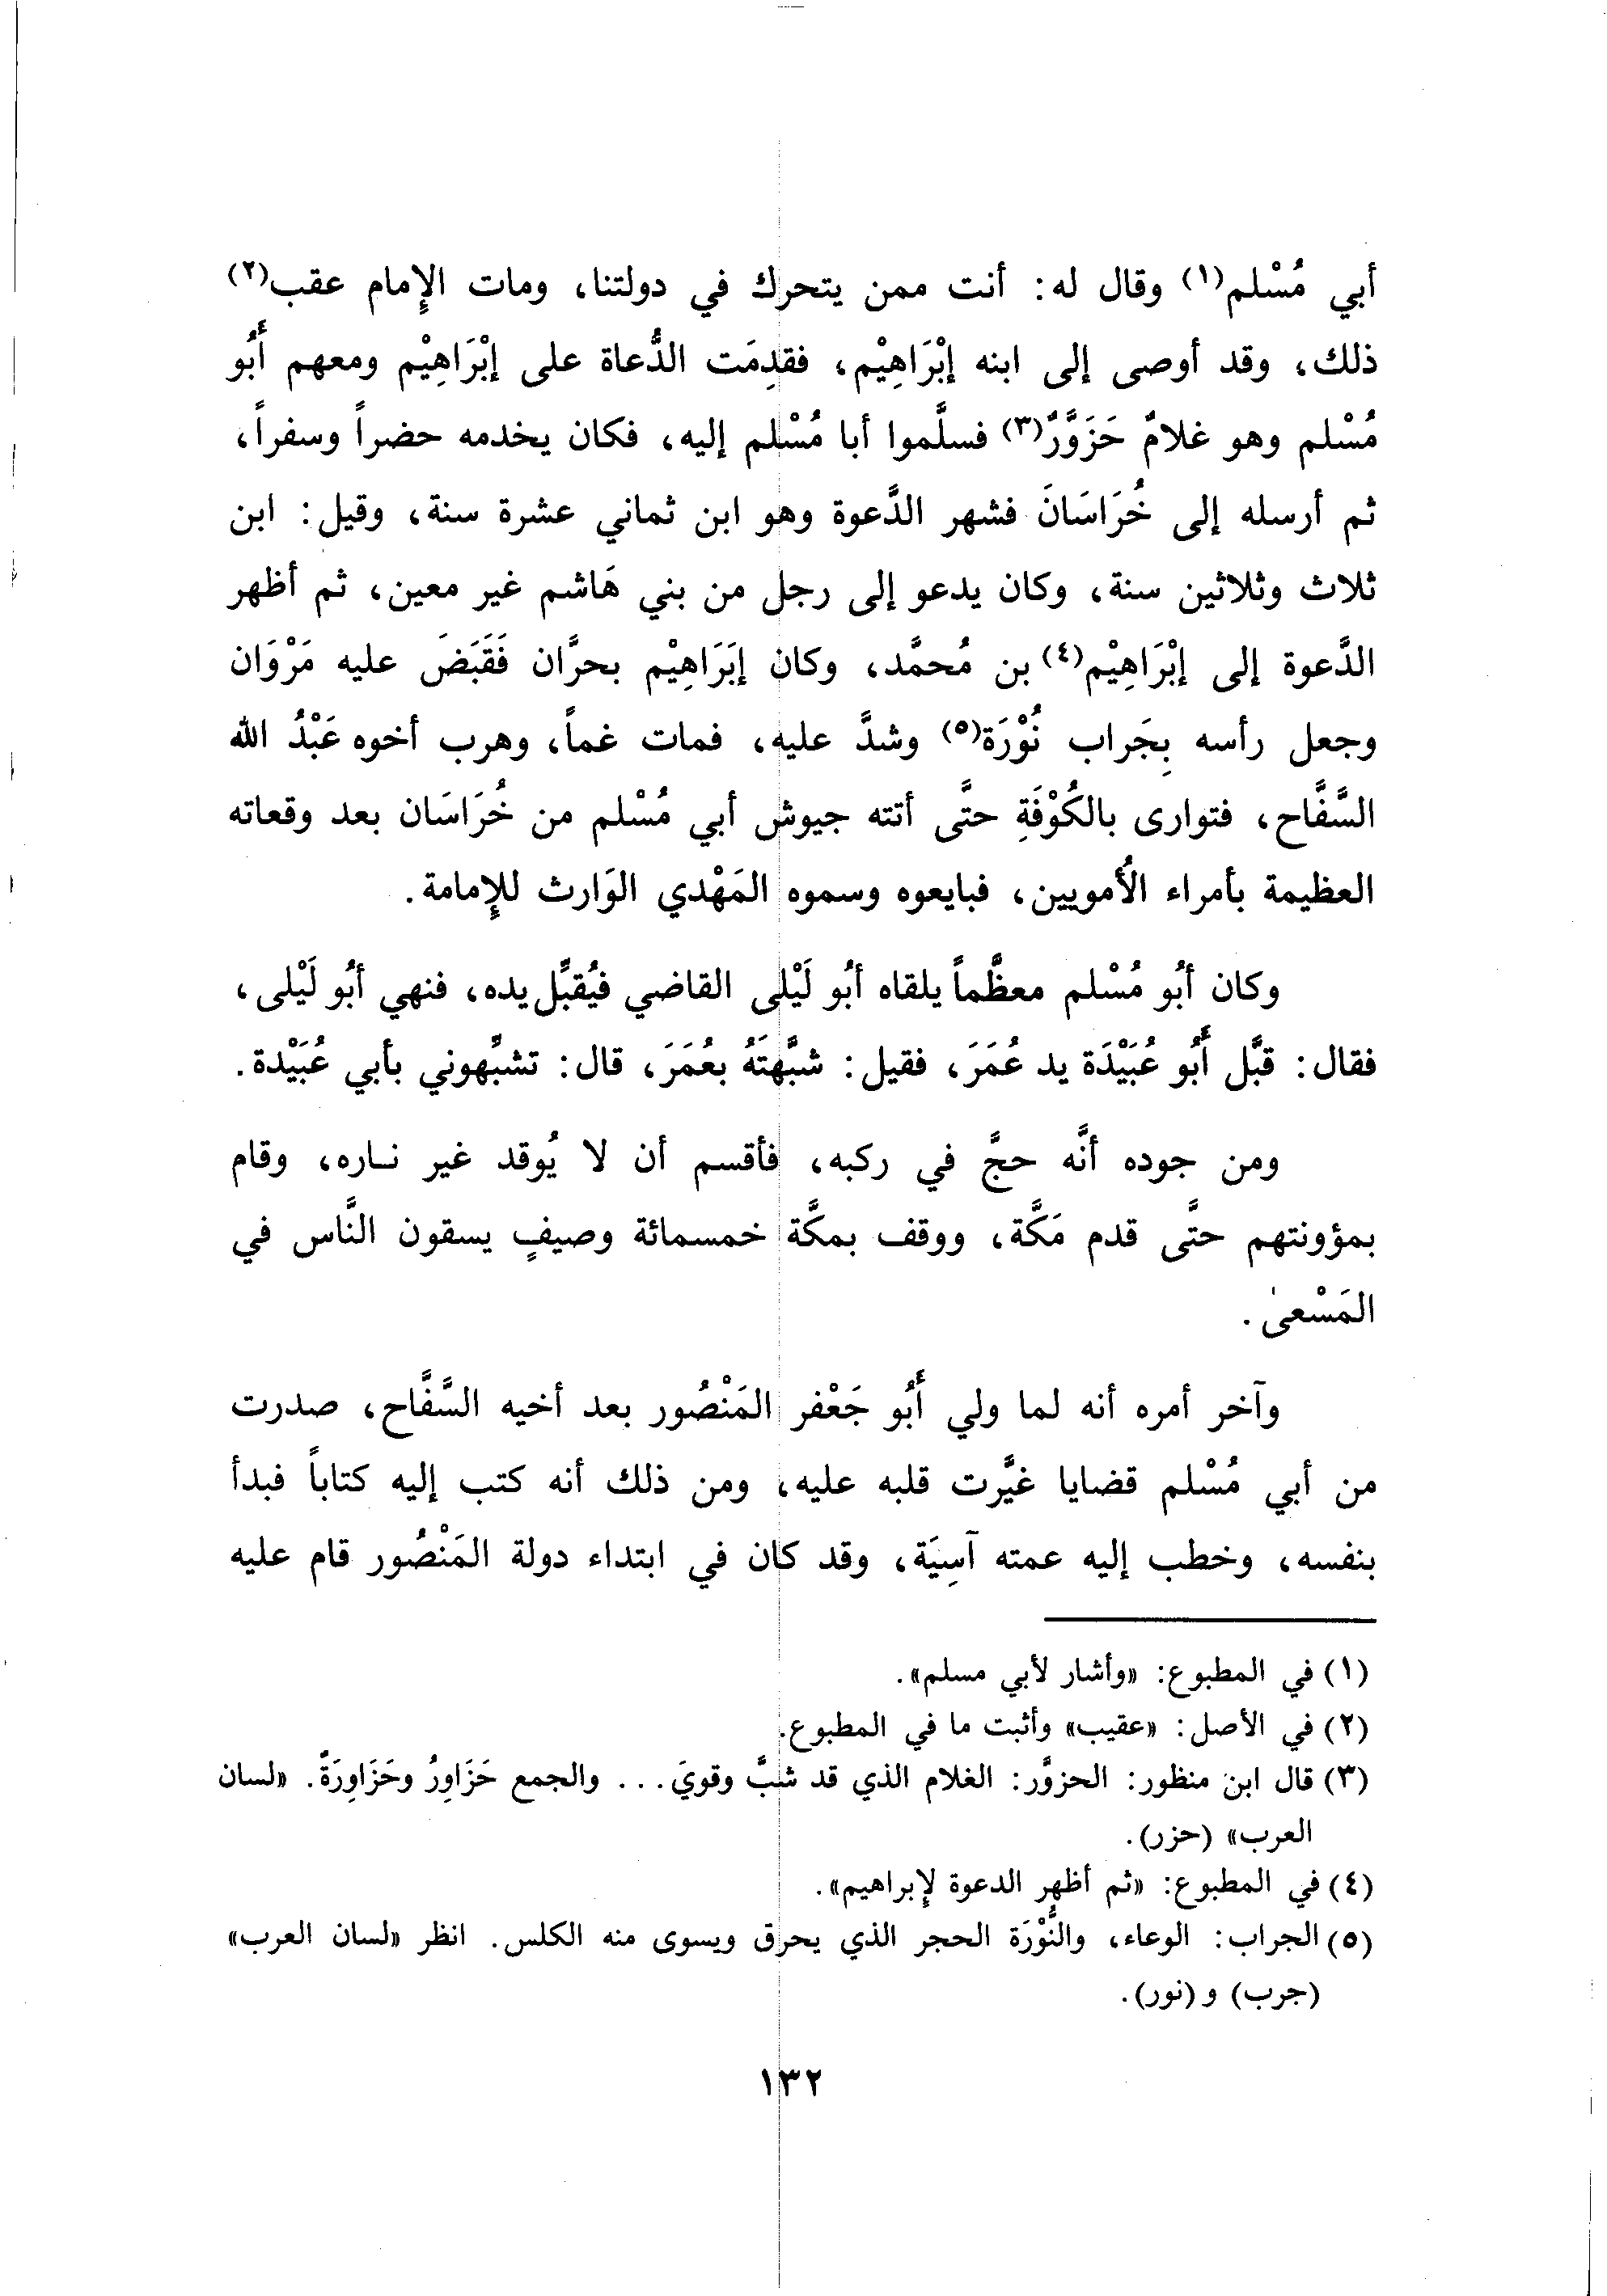 أبي مُسْلم(١) وقال له: أنت ممن يتحرك في دولتنا، ومات الإِمام عقب(٢)
ذلك، وقد أوصى إلى ابنه إبْرَاهِيْم، فقدِمَت الدُّعاة على إبْرَاهِيْم ومعهم أَبُو
مُسْلم وهو غلامٌ حَزَوَّرٌ(٣) فسلَّموا أبا مُسْلم إليه، فكان يخدمه حضراً وسفراً،
ثم أرسله إلى خُرَاسَانَ فشهر الدَّعوة وهو ابن ثماني عشرة سنة، وقيل: ابن
ثلاث وثلاثين سنة، وكان يدعو إلى رجل من بني هَاشم غير معين، ثم أظهر
الدَّعوة إلى إبْرَاهِيْم(٤) بن مُحمَّد، وكان إبَرَاهِيْم بحرَّان فَقَبَضَ عليه مَرْوَان
وجعل رأسه بِجَراب نُوْرَة(٥) وشدَّ عليه، فمات غماً، وهرب أخوه عَبْدُ الله
السَّفَّاح، فتوارى بالكُوْفَةِ حتَّى أتته جيوش أبي مُسْلم من خُرَاسَان بعد وقعاته
العظيمة بأمراء الأُمويين، فبايعوه وسموه المَهْدي الوَارث للإِمامة.
وكان أبُو مُسْلم معظَّماً يلقاه أبُو لَيْلى القاضي فيُقبِّل يده، فنهي أبُو لَيْلى،
فقال: قبَّل أَبُو عُبَيْدَة يد عُمَرَ، فقيل: شبَّهتَهُ بعُمَرَ، قال: تشبِّهوني بأبي عُبَيْدة.
ومن جوده أنَّه حجَّ في ركبه، فأقسم أن لا يُوقد غير نـاره، وقام
بمؤونتهم حتَّى قدم مَكَّة، ووقف بمكَّة خمسمائة وصيفٍ يسقون النَّاس في
المَسْعىٰ.
وآخر أمره أنه لما ولي أَبُو جَعْفر المَنْصُور بعد أخيه السَّفَّاح، صدرت
من أبي مُسْلم قضايا غيَّرت قلبه عليه، ومن ذلك أنه كتب إليه كتاباً فبدأ
بنفسه، وخطب إليه عمته آسِيَة، وقد كان في ابتداء دولة المَنْصُور قام عليه
(١) في المطبوع: «وأشار لأبي مسلم».
(٢) في الأصل: «عقيب» وأثبت ما في المطبوع.
(٣) قال ابن منظور: الحزوَّر: الغلام الذي قد شبَّ وقويَ... والجمع حَزَاوِرُ وحَزَاوِرَةٌ. «لسان
العرب» (حزر).
(٤) في المطبوع: «ثم أظهر الدعوة لإبراهيم».
(٥) الجراب: الوعاء، والنُّوْرَة الحجر الذي يحرق ويسوى منه الكلس. انظر «لسان العرب»
(جرب) و (نور).
١٣٢